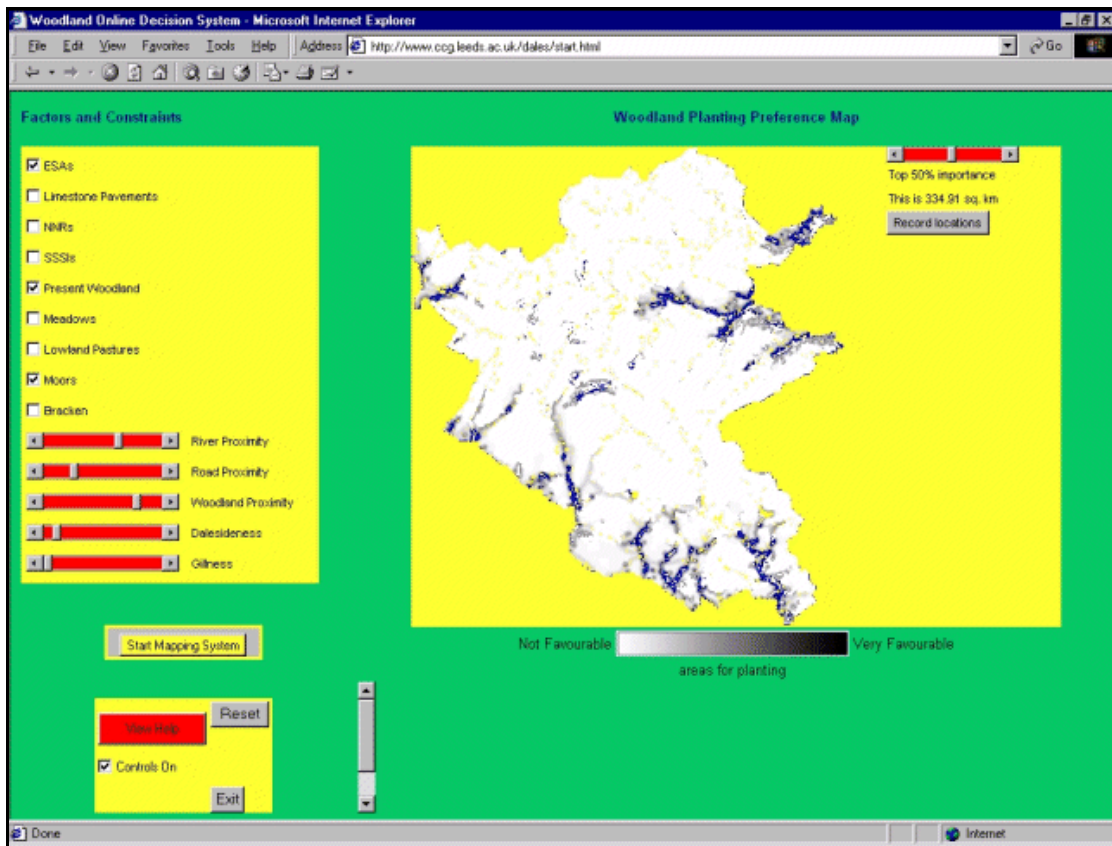 Woodland Online Decision System - Microsoft Internet Explorer
File Edit View Favorites Tools Help Address http://www.ccg.leeds.ac.uk/dales/start.html Go
Factors and Constraints
Woodland Planting Preference Map
ESAs
Limestone Pavements
NNRs
SSSIs
Present Woodland
Meadows
Lowland Pastures
Moors
Bracken
River Proximity
Road Proximity
Woodland Proximity
Dalesideness
Gillness
Top 50% importance
This is 334.91 sq. km
Record locations
Not Favourable
Very Favourable
areas for planting
Start Mapping System
View Help
Reset
Controls On
Exit
Done
Internet